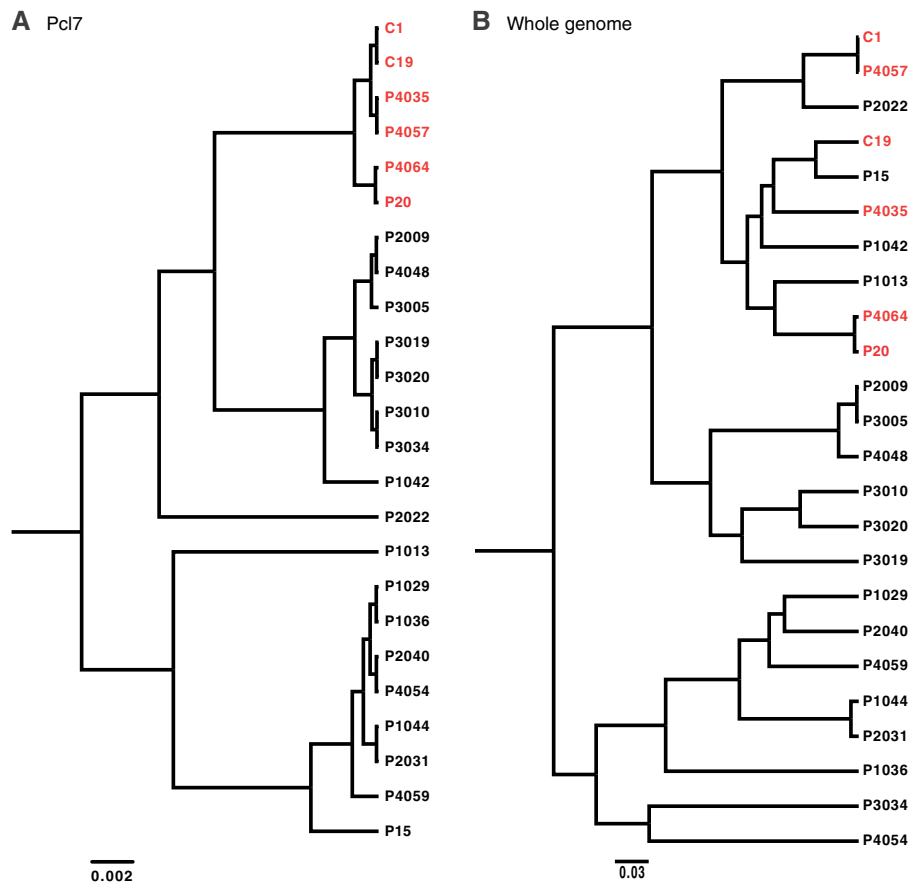 A Pcl7
C1
C19
P4035
P4057
P4064
P20
P2009
P4048
P3005
P3019
P3020
P3010
P3034
P1042
P2022
P1013
P1029
P1036
P2040
P4054
P1044
P2031
P4059
P15
0.002
B Whole genome
C1
P4057
P2022
C19
P15
P4035
P1042
P1013
P4064
P20
P2009
P3005
P4048
P3010
P3020
P3019
P1029
P2040
P4059
P1044
P2031
P1036
P3034
P4054
0.03